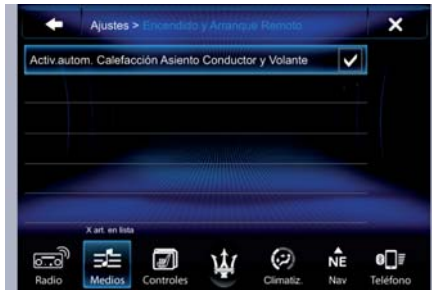 Ajustes > Encendido y Arranque Remoto
Activ.autom. Calefacción Asiento Conductor y Volante
X art. en lista
NE
Radio Medios Controles Climatiz. Nav Teléfono